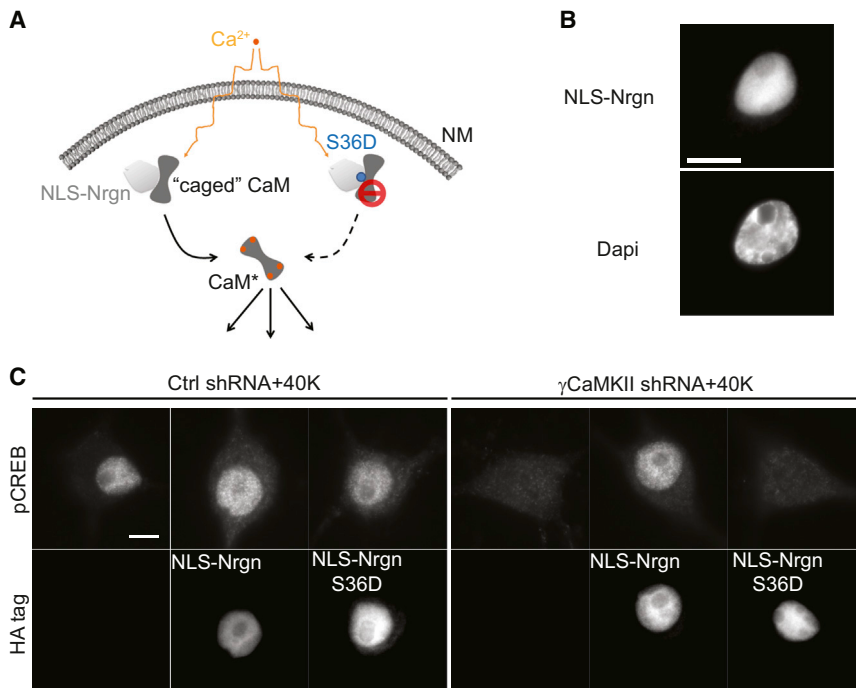 A
Ca²⁺
S36D
NM
NLS-Nrgn
“caged” CaM
CaM*
B
NLS-Nrgn
Dapi
C
Ctrl shRNA+40K
γCaMKII shRNA+40K
pCREB
HA tag
NLS-Nrgn
NLS-Nrgn
S36D
NLS-Nrgn
NLS-Nrgn
S36D